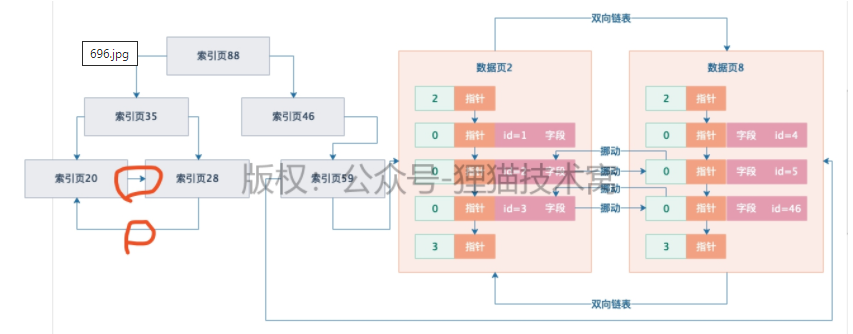 双向链表
696.jpg
索引页88
数据页2
数据页8
2 指针
2 指针
索引页35
索引页46
0 指针 id=1 字段
0 指针 字段 id=4
挪动
索引页20
索引页28
索引页59
0 指针
挪动
0 指针 字段 id=5
版权：公众号-狸猫技术窝
挪动
0 指针 id=3 字段
挪动
0 指针 字段 id=46
3 指针
3 指针
双向链表